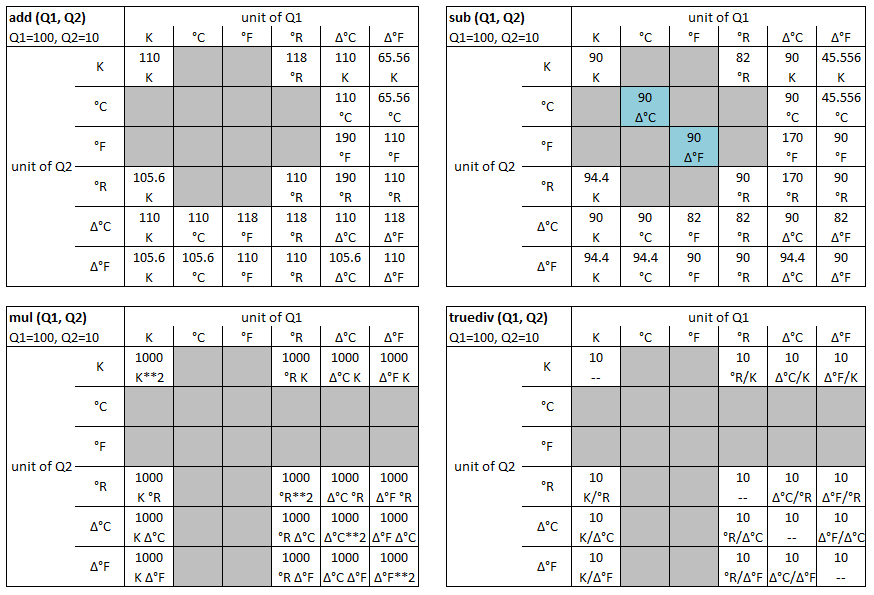 add (Q1, Q2) unit of Q1
Q1=100, Q2=10 K °C °F °R Δ°C Δ°F
unit of Q2
K 110 K 118 °R 110 K 65.56 K
°C 110 °C 65.56 °C
°F 190 °F 110 °F
°R 105.6 K 110 °R 190 °R 110 °R
Δ°C 110 K 110 °C 118 °F 118 °R 110 Δ°C 118 Δ°F
Δ°F 105.6 K 105.6 °C 110 °F 110 °R 105.6 Δ°C 110 Δ°F
sub (Q1, Q2) unit of Q1
Q1=100, Q2=10 K °C °F °R Δ°C Δ°F
unit of Q2
K 90 K 82 °R 90 K 45.556 K
°C 90 Δ°C 90 °C 45.556 °C
°F 90 Δ°F 170 °F 90 °F
°R 94.4 K 90 °R 170 °R 90 °R
Δ°C 90 K 90 °C 82 °F 82 °R 90 Δ°C 82 Δ°F
Δ°F 94.4 K 94.4 °C 90 °F 90 °R 94.4 Δ°C 90 Δ°F
mul (Q1, Q2) unit of Q1
Q1=100, Q2=10 K °C °F °R Δ°C Δ°F
unit of Q2
K 1000 K**2 1000 °R K 1000 Δ°C K 1000 Δ°F K
°C
°F
°R 1000 K °R 1000 °R**2 1000 Δ°C °R 1000 Δ°F °R
Δ°C 1000 K Δ°C 1000 °R Δ°C 1000 Δ°C**2 1000 Δ°F Δ°C
Δ°F 1000 K Δ°F 1000 °R Δ°F 1000 Δ°C Δ°F 1000 Δ°F**2
truediv (Q1, Q2) unit of Q1
Q1=100, Q2=10 K °C °F °R Δ°C Δ°F
unit of Q2
K 10 -- 10 °R/K 10 Δ°C/K 10 Δ°F/K
°C
°F
°R 10 K/°R 10 -- 10 Δ°C/°R 10 Δ°F/°R
Δ°C 10 K/Δ°C 10 °R/Δ°C 10 -- 10 Δ°F/Δ°C
Δ°F 10 K/Δ°F 10 °R/Δ°F 10 Δ°C/Δ°F 10 --